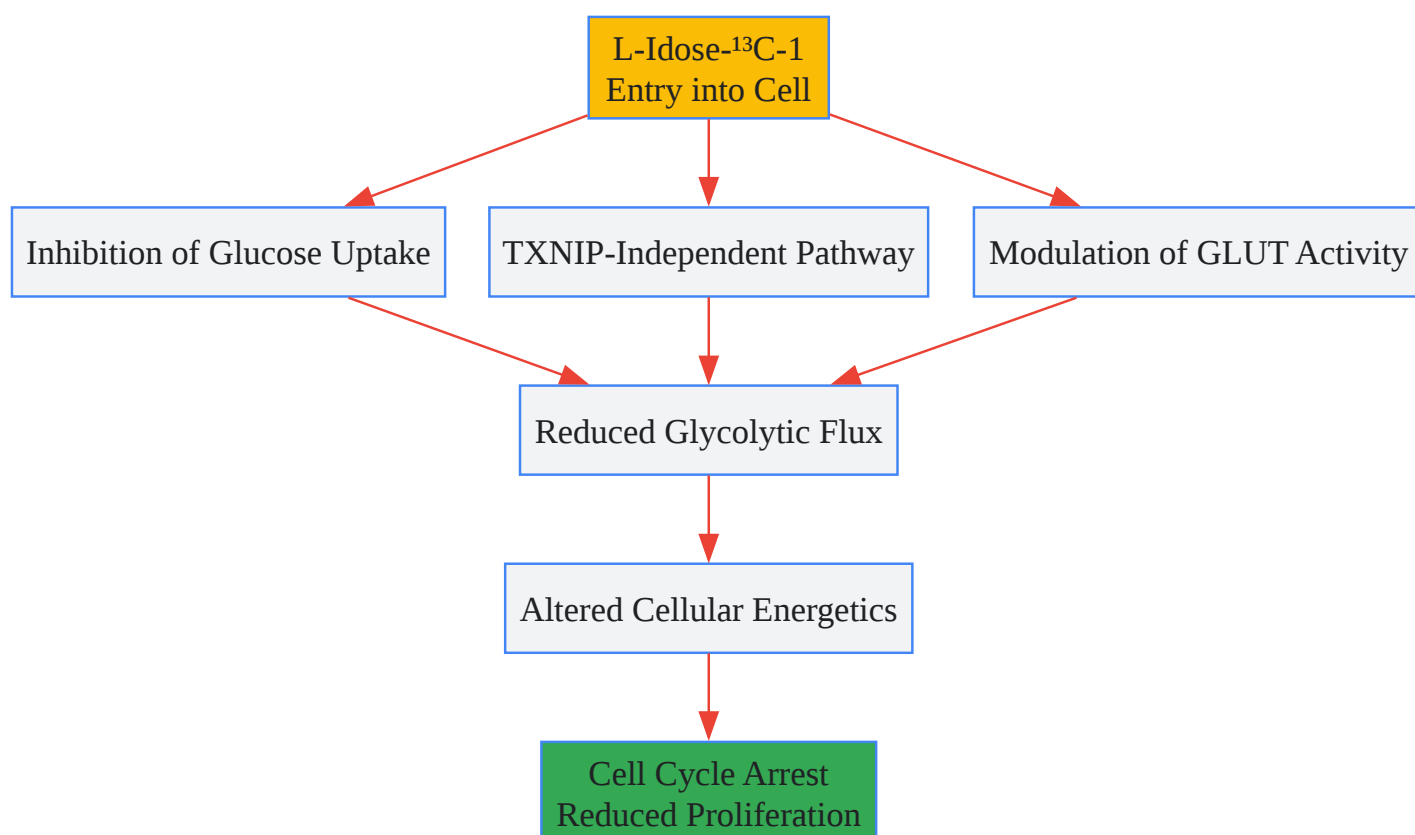 L-Idose-¹³C-1
Entry into Cell
Inhibition of Glucose Uptake
TXNIP-Independent Pathway
Modulation of GLUT Activity
Reduced Glycolytic Flux
Altered Cellular Energetics
Cell Cycle Arrest
Reduced Proliferation